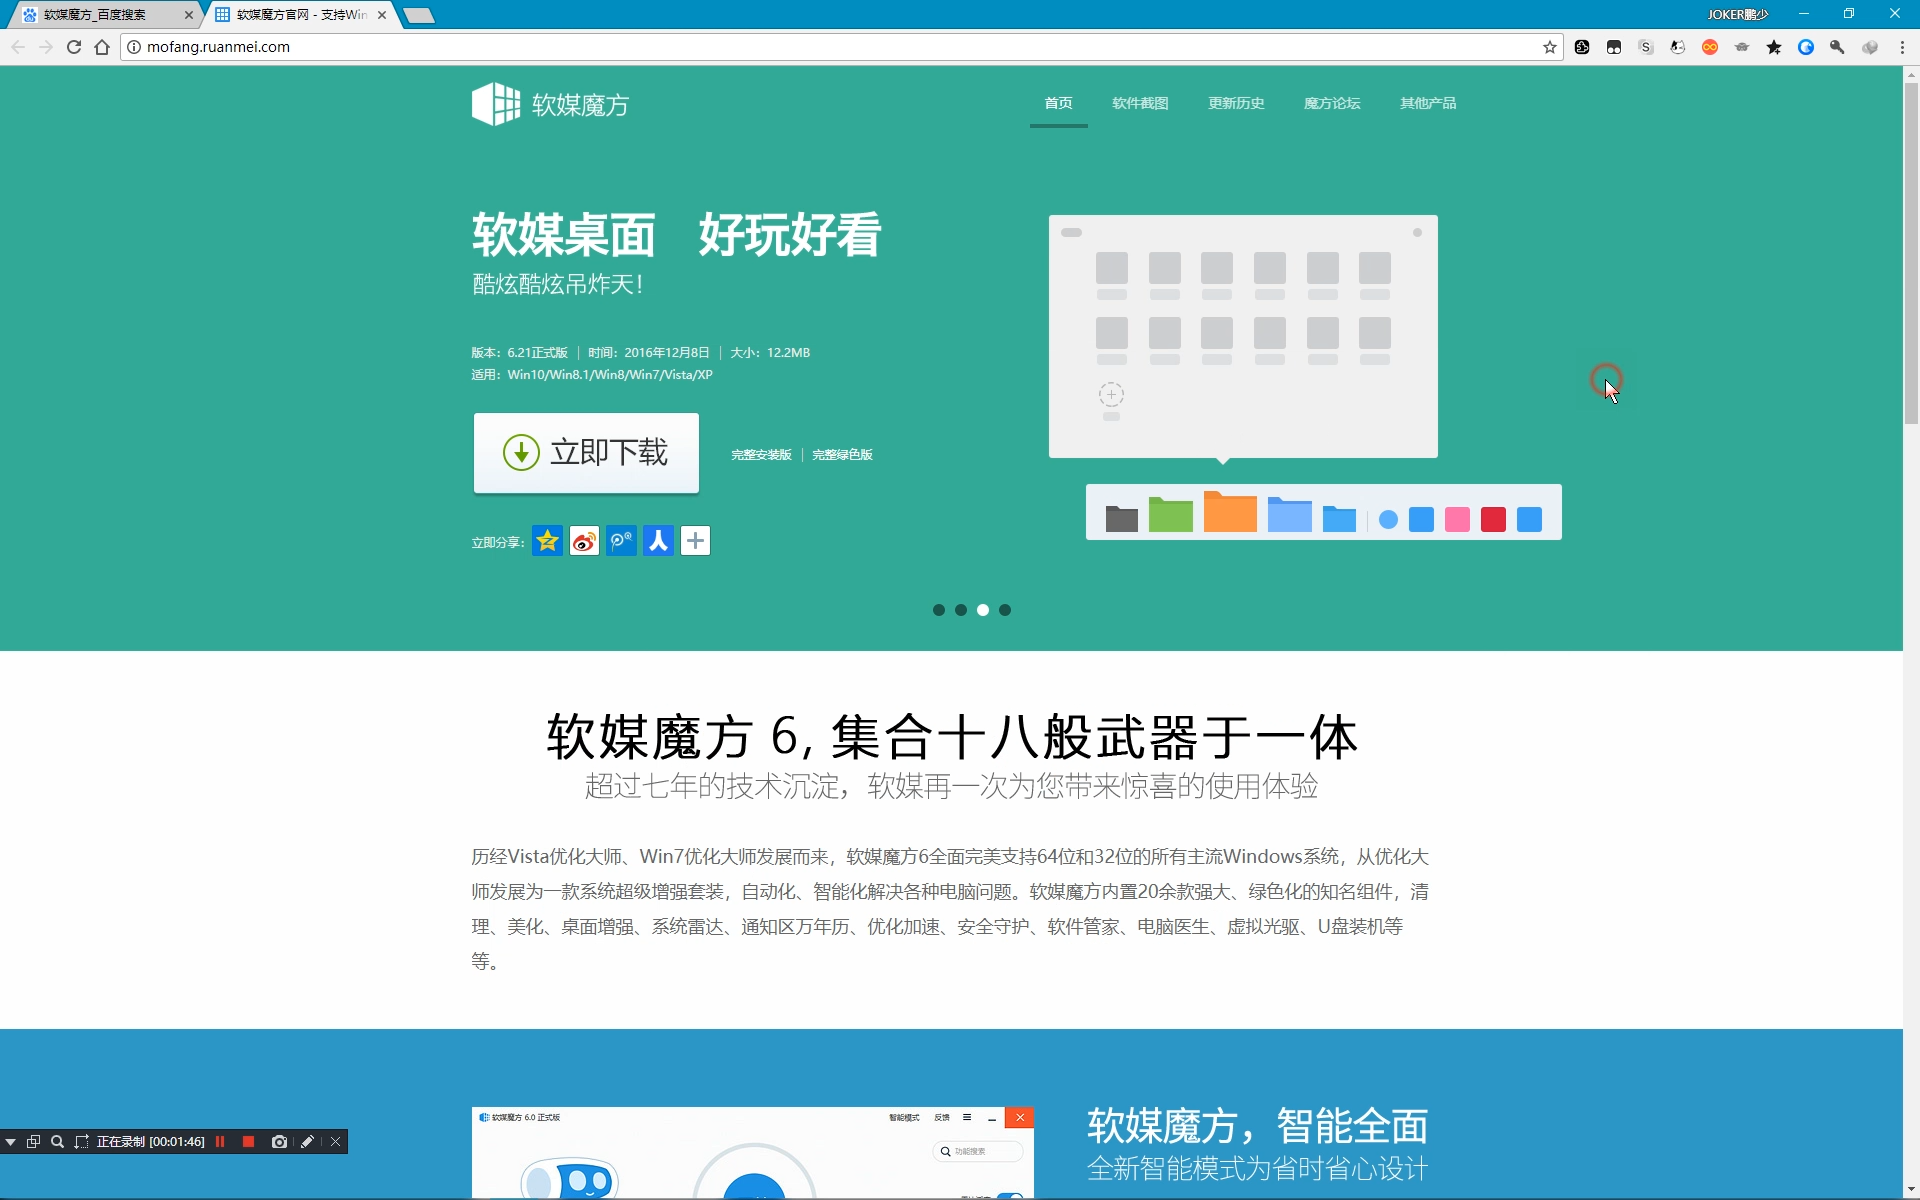 软媒魔方_百度搜索
软媒魔方官网 - 支持Win
JOKER鹏少
mofang.ruanmei.com
软媒魔方
首页
软件截图
更新历史
魔方论坛
其他产品
软媒桌面 好玩好看
酷炫酷炫吊炸天!
版本：6.21正式版 | 时间：2016年12月8日 | 大小：12.2MB
适用：Win10/Win8.1/Win8/Win7/Vista/XP
立即下载
完整安装版 | 完整绿色版
立即分享：
软媒魔方 6, 集合十八般武器于一体
超过七年的技术沉淀，软媒再一次为您带来惊喜的使用体验
历经Vista优化大师、Win7优化大师发展而来，软媒魔方6全面完美支持64位和32位的所有主流Windows系统，从优化大
师发展为一款系统超级增强套装，自动化、智能化解决各种电脑问题。软媒魔方内置20余款强大、绿色化的知名组件，清
理、美化、桌面增强、系统雷达、通知区万年历、优化加速、安全守护、软件管家、电脑医生、虚拟光驱、U盘装机等
等。
软媒魔方 6.0 正式版
智能模式
反馈
功能搜索
软媒魔方，智能全面
全新智能模式为省时省心设计
正在录制 [00:01:46]